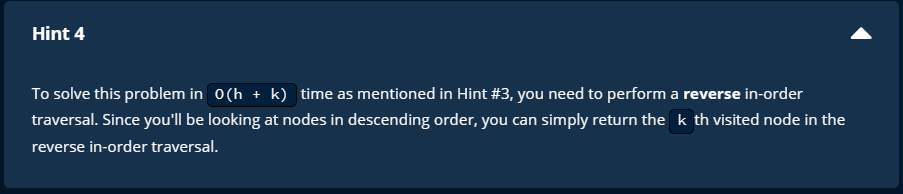 Hint 4
To solve this problem in O(h + k) time as mentioned in Hint #3, you need to perform a reverse in-order
traversal. Since you'll be looking at nodes in descending order, you can simply return the k th visited node in the
reverse in-order traversal.